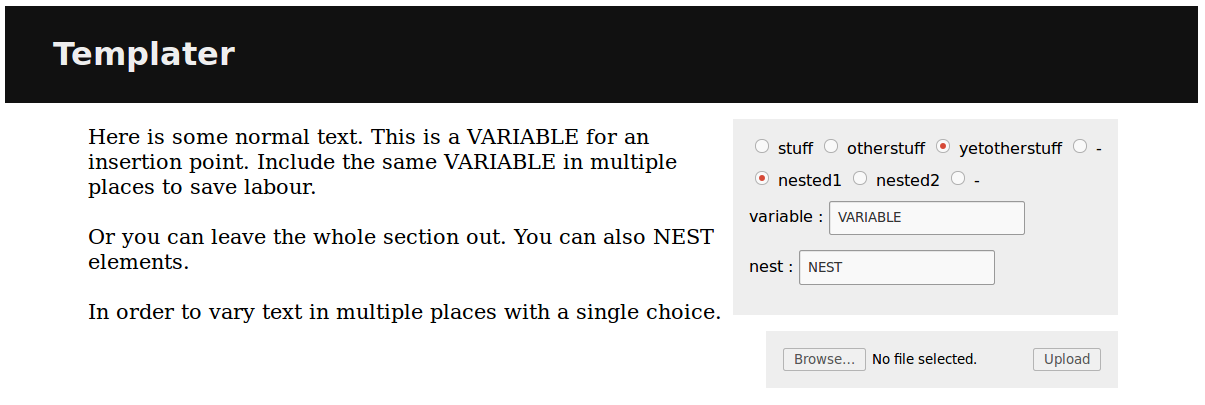 Templater
Here is some normal text. This is a VARIABLE for an
insertion point. Include the same VARIABLE in multiple
places to save labour.
Or you can leave the whole section out. You can also NEST
elements.
In order to vary text in multiple places with a single choice.
stuff otherstuff yetotherstuff -
nested1 nested2 -
variable : VARIABLE
nest : NEST
Browse... No file selected. Upload